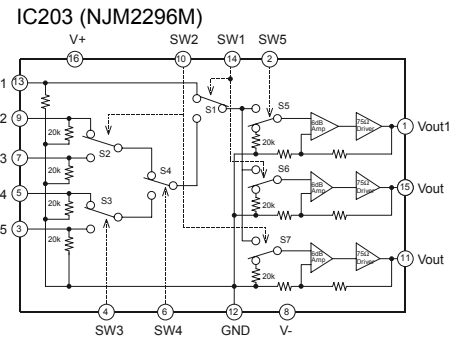 IC203 (NJM2296M)
V+ SW2 SW1 SW5
16 10 14 2
1 13
2 9
3 7
4 5
5 3
20k
20k
20k
20k
S1
S2
S3
S4
S5
20k
6dB Amp
75Ω Driver
1 Vout1
S6
20k
6dB Amp
75Ω Driver
15 Vout
S7
20k
6dB Amp
75Ω Driver
11 Vout
4 6 12 8
SW3 SW4 GND V-